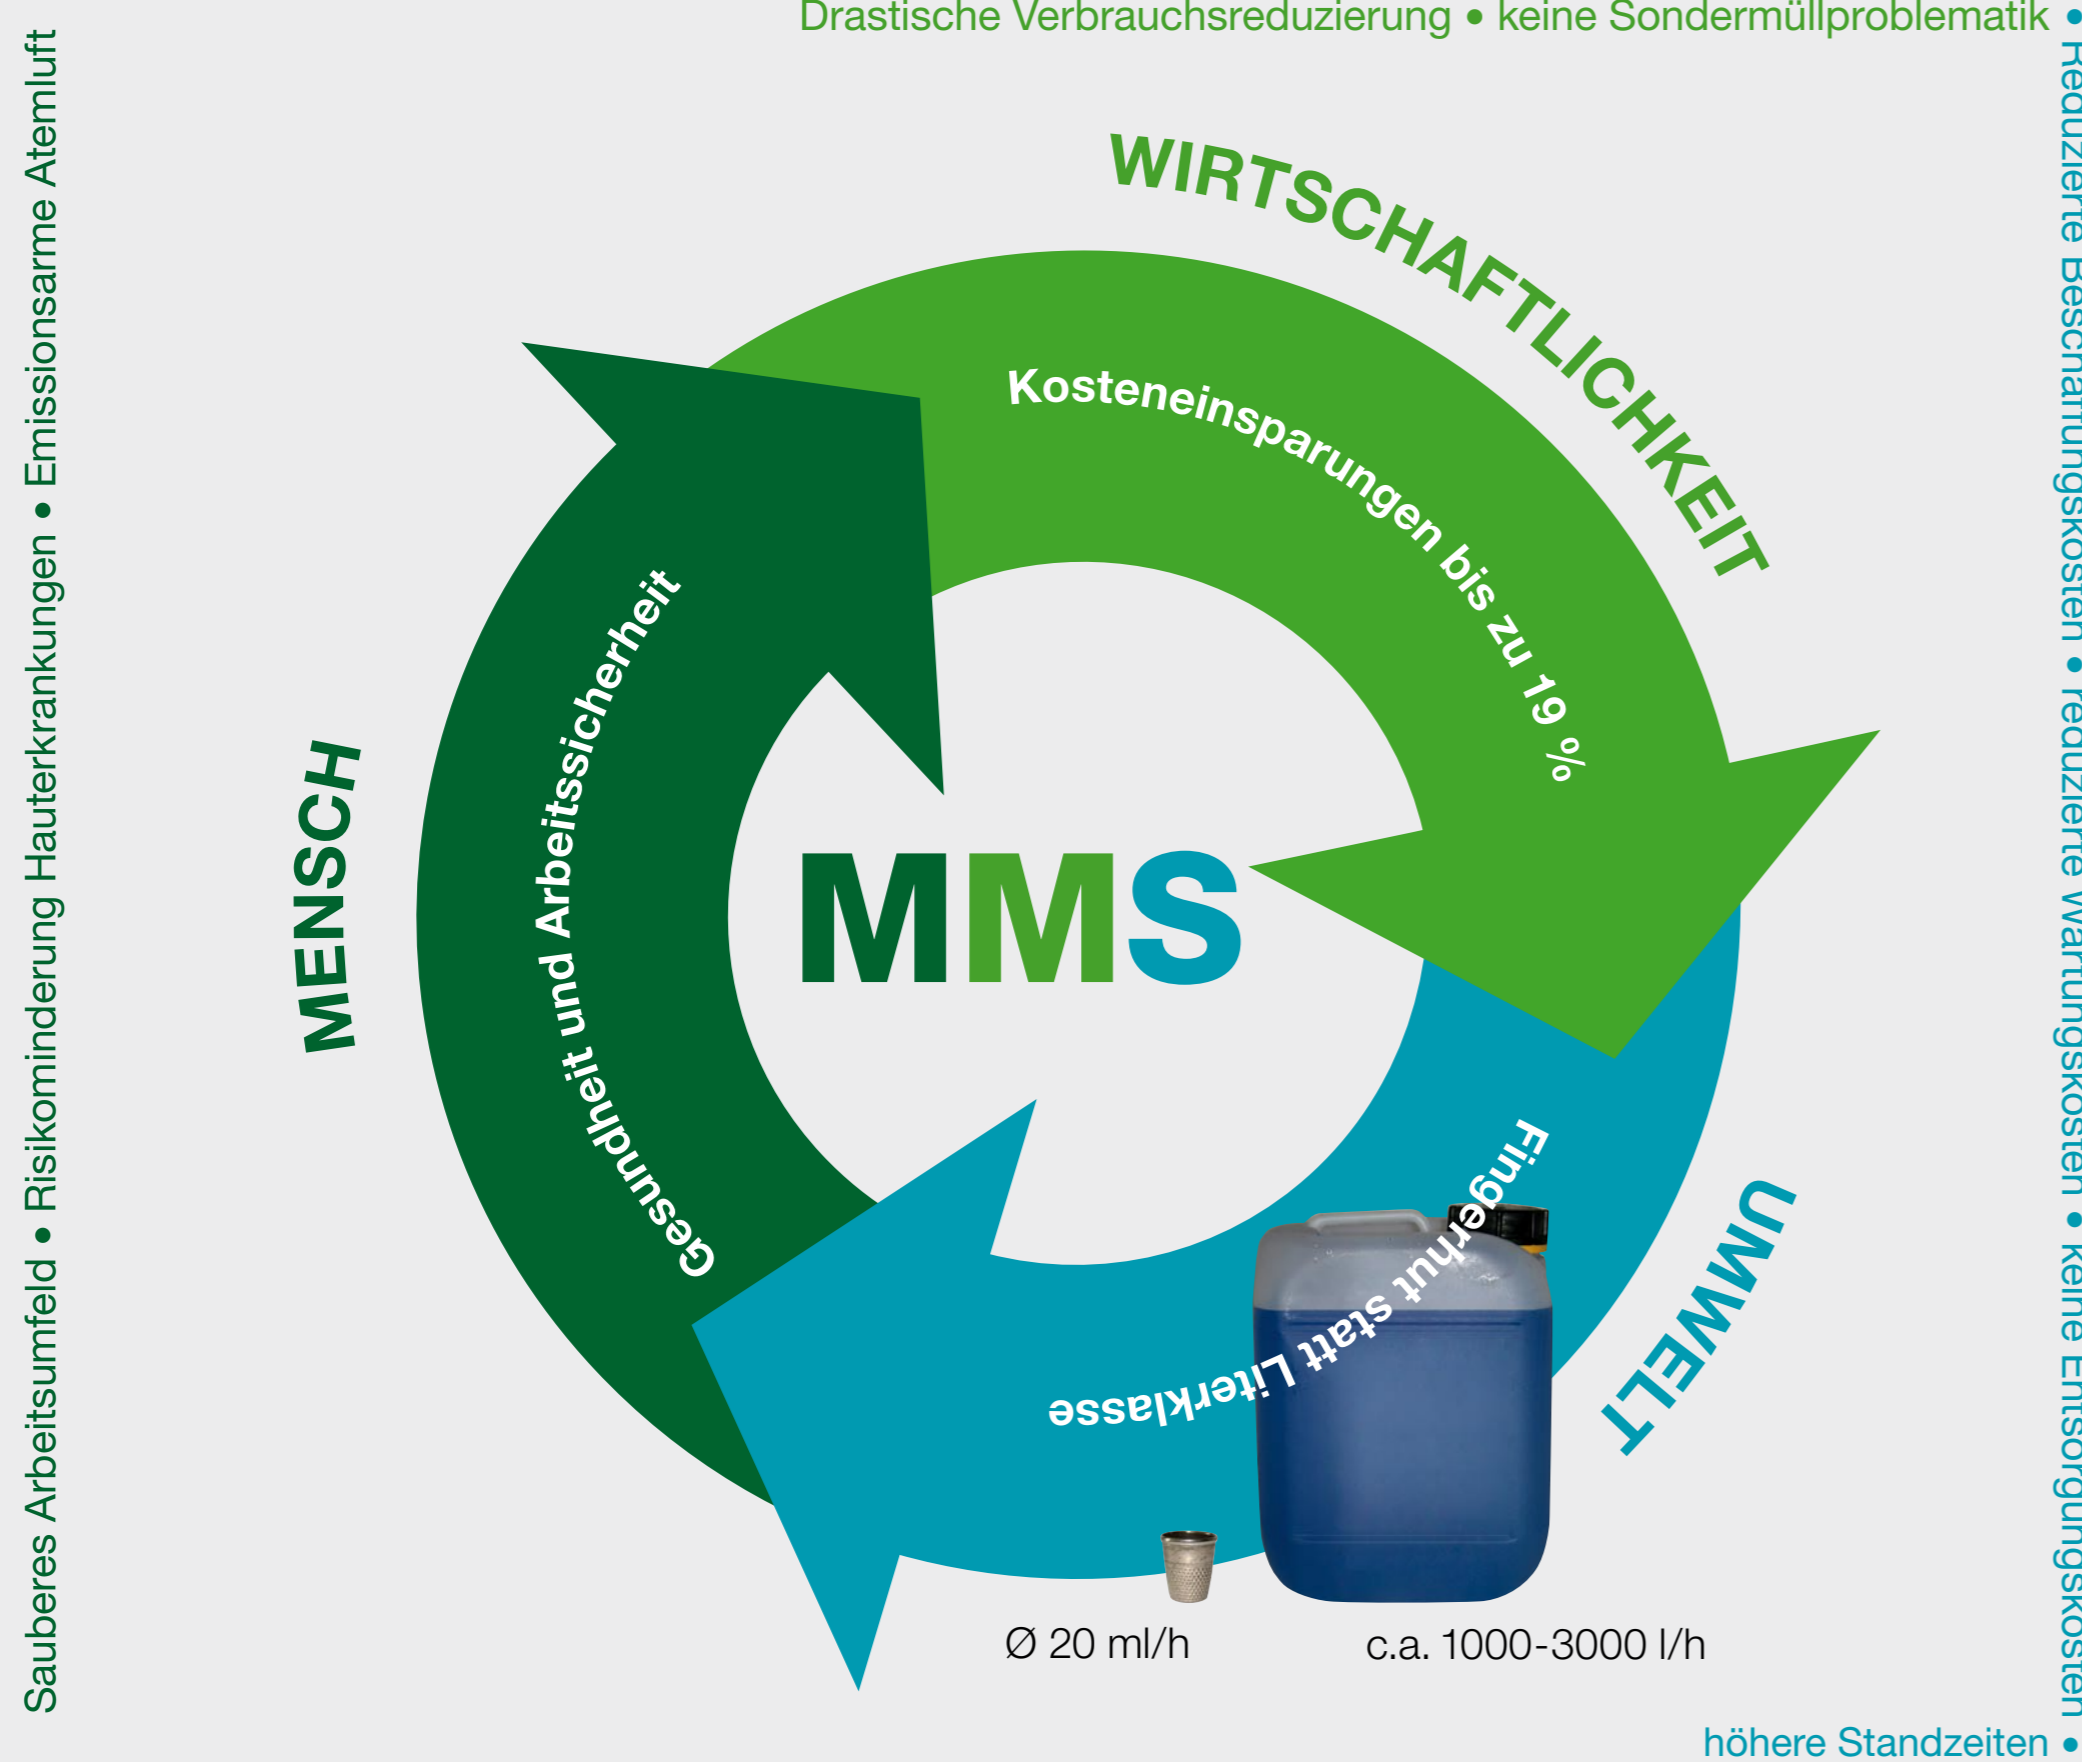 Drastische Verbrauchsreduzierung • keine Sondermüllproblematik •
Reduzierte Beschaffungskosten • reduzierte Wartungskosten • keine Entsorgungskosten •
höhere Standzeiten •
Sauberes Arbeitsumfeld • Risikominderung Hauterkrankungen • Emissionsarme Atemluft
WIRTSCHAFTLICHKEIT
Kosteneinsparungen bis zu 19 %
MENSCH
Gesundheit und Arbeitssicherheit
MMS
UMWELT
Fingerhut statt Literklasse
Ø 20 ml/h
c.a. 1000-3000 l/h